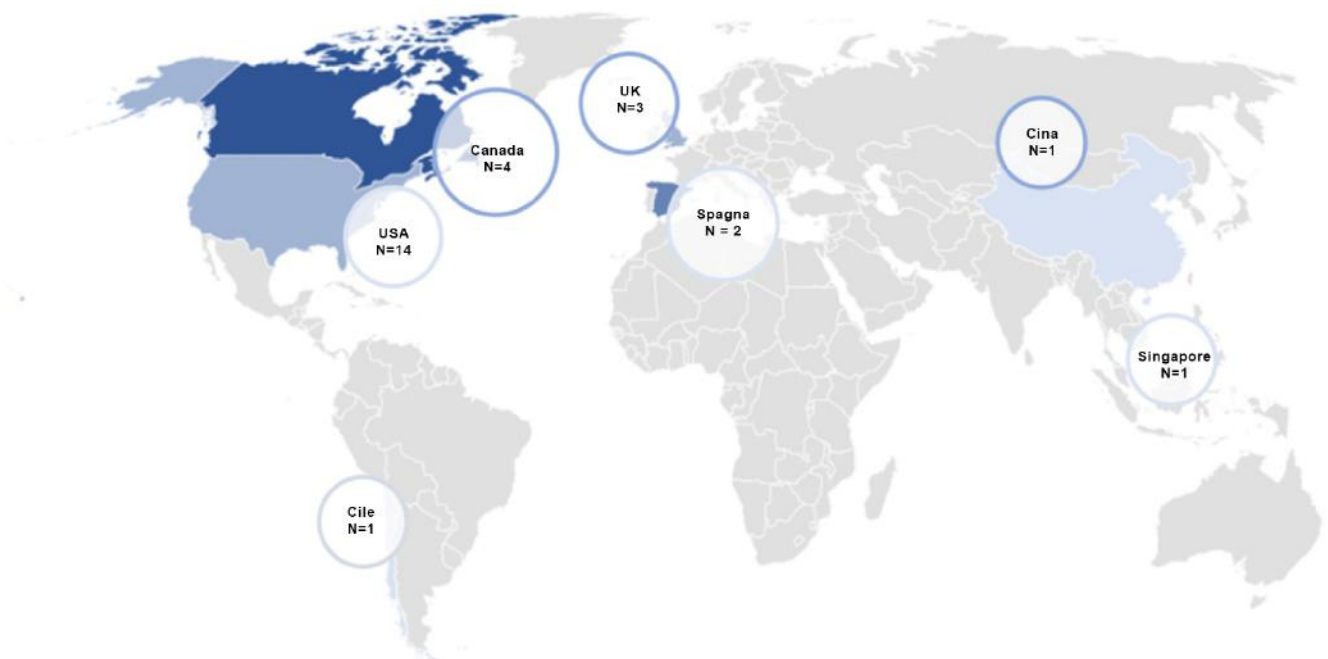 UK
N=3
Canada
N=4
Cina
N=1
Spagna
N = 2
USA
N=14
Singapore
N=1
Cile
N=1